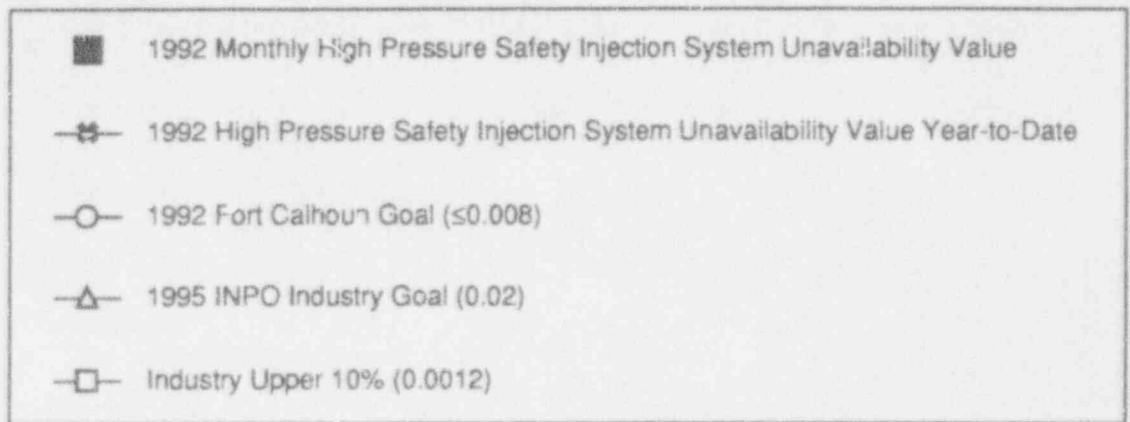 1992 Monthly High Pressure Safety Injection System Unavailability Value
1992 High Pressure Safety Injection System Unavailability Value Year-to-Date
1992 Fort Calhoun Goal (≤0.008)
1995 INPO Industry Goal (0.02)
Industry Upper 10% (0.0012)